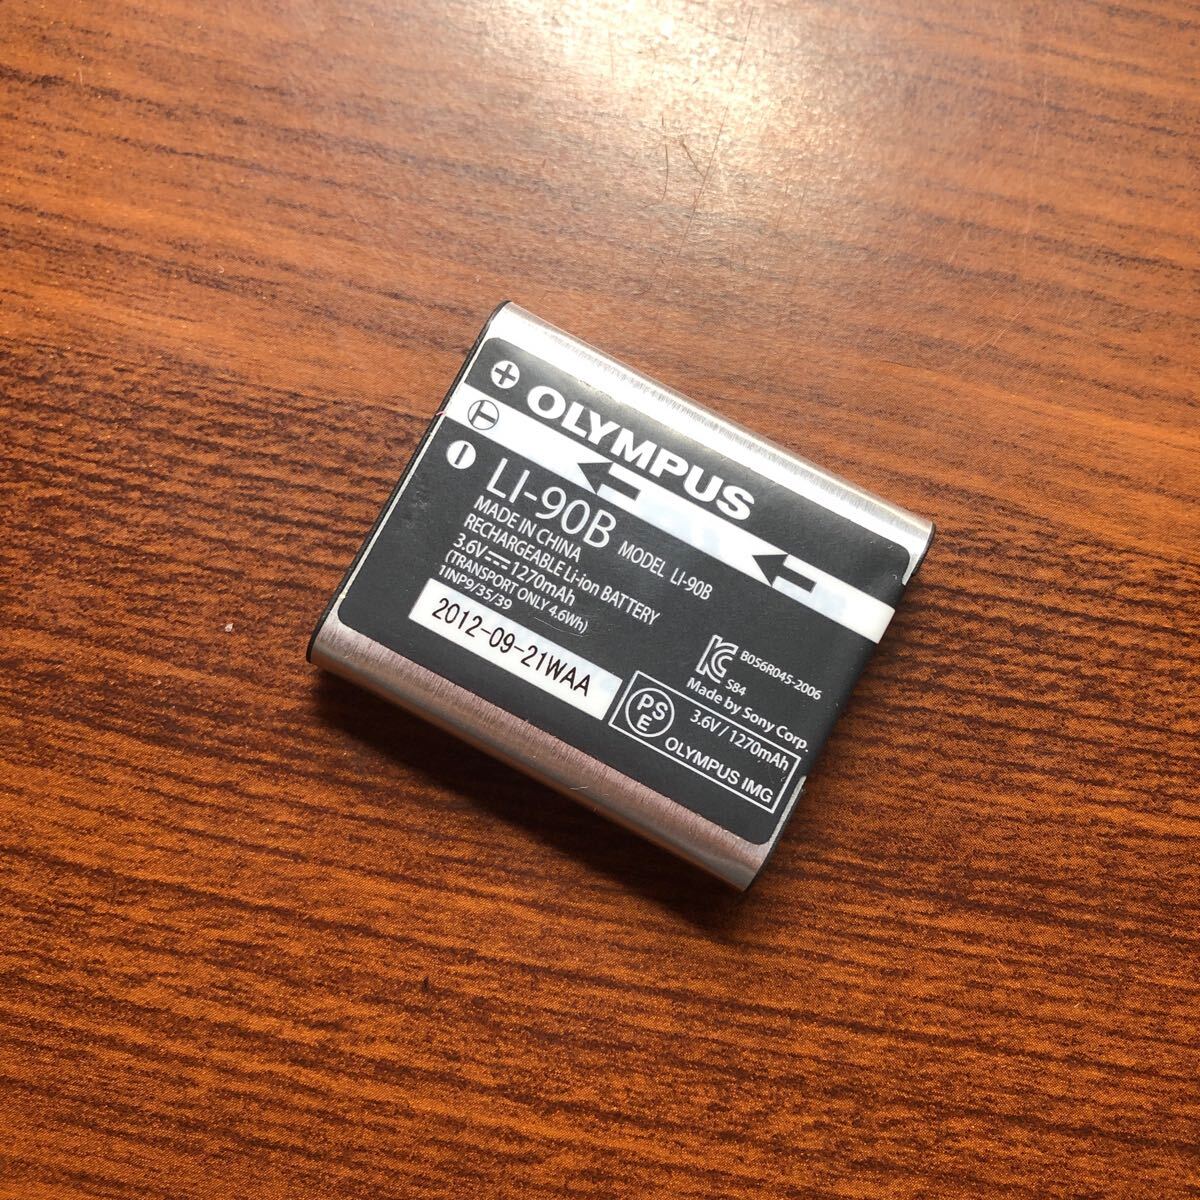 OLYMPUS
LI-90B MODEL LI-90B
MADE IN CHINA
RECHARGEABLE Li-ion BATTERY
3.6V 1270mAh
(TRANSPORT ONLY 4.6Wh)
1INP9/35/39
2012-09-21WAA
B056R045-2006
S84
Made by Sony Corp.
3.6V / 1270mAh
PS
E
OLYMPUS IMG